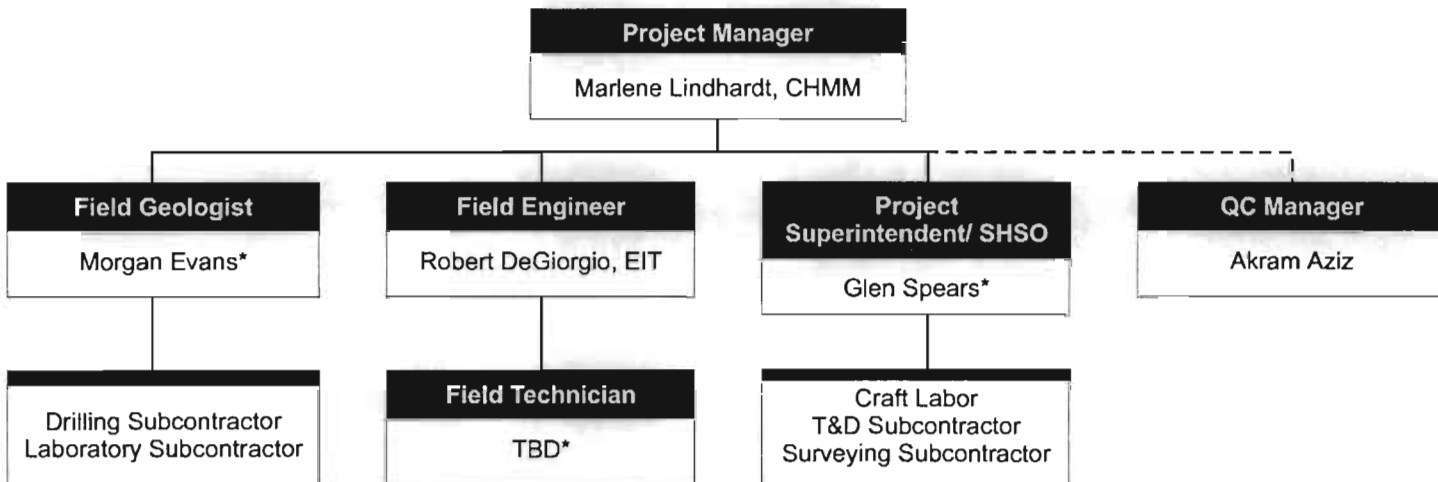 Project Manager
Marlene Lindhardt, CHMM
Field Geologist
Morgan Evans*
Field Engineer
Robert DeGiorgio, EIT
Project
Superintendent/ SHSO
Glen Spears*
QC Manager
Akram Aziz
Drilling Subcontractor
Laboratory Subcontractor
Field Technician
TBD*
Craft Labor
T&D Subcontractor
Surveying Subcontractor